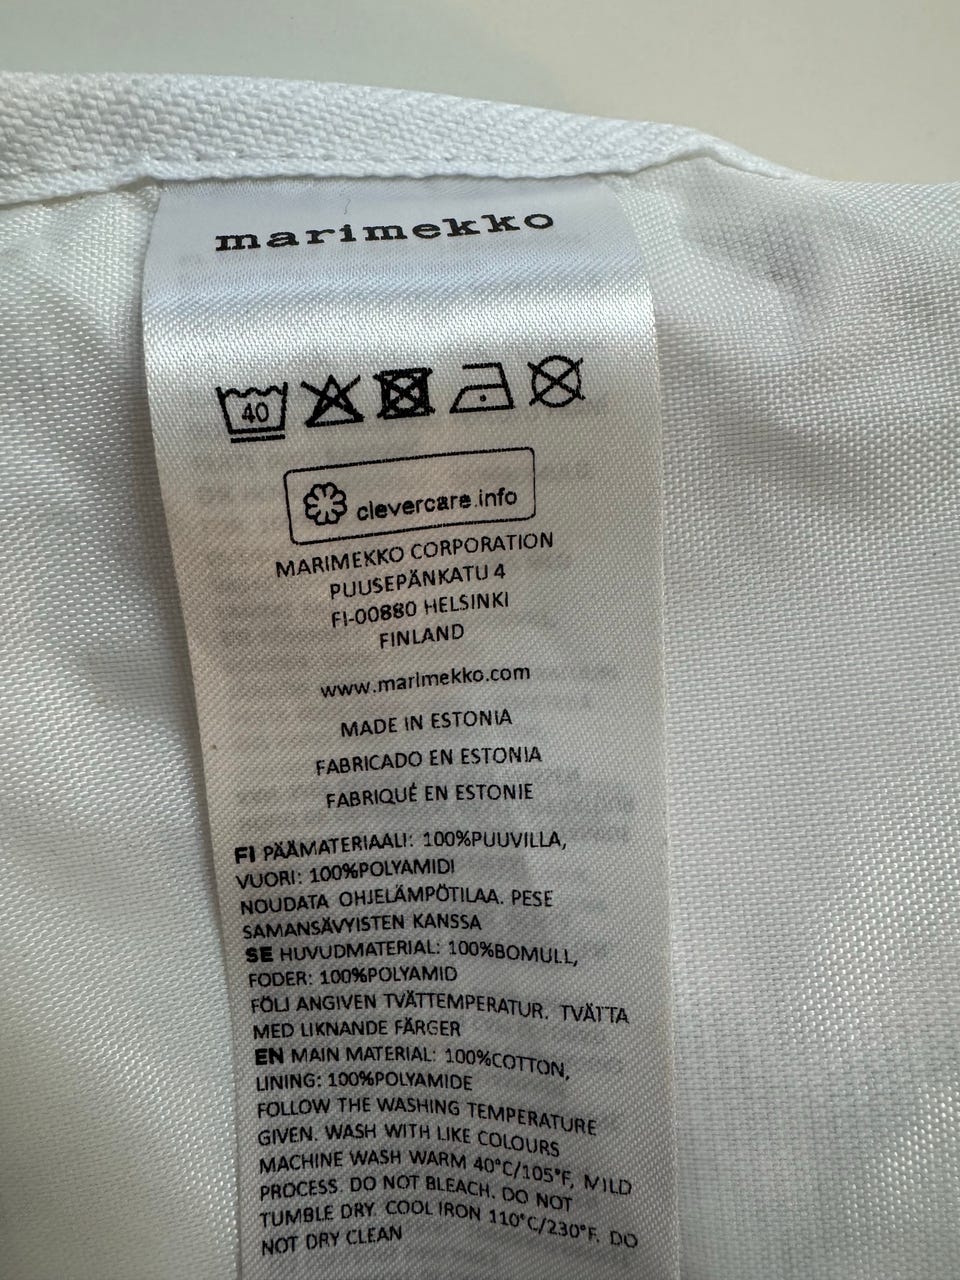 marimekko
40
clevercare.info
MARIMEKKO CORPORATION
PUUSEPÄNKATU 4
FI-00880 HELSINKI
FINLAND
www.marimekko.com
MADE IN ESTONIA
FABRICADO EN ESTONIA
FABRIQUÉ EN ESTONIE
FI PÄÄMATERIAALI: 100%PUUVILLA,
VUORI: 100%POLYAMIDI
NOUDATA OHJELÄMPÖTILAA. PESE
SAMANSÄVYISTEN KANSSA
SE HUVUDMATERIAL: 100%BOMULL,
FODER: 100%POLYAMID
FÖLJ ANGIVEN TVÄTTEMPERATUR. TVÄTTA
MED LIKNANDE FÄRGER
EN MAIN MATERIAL: 100%COTTON,
LINING: 100%POLYAMIDE
FOLLOW THE WASHING TEMPERATURE
GIVEN. WASH WITH LIKE COLOURS
MACHINE WASH WARM 40°C/105°F, MILD
PROCESS. DO NOT BLEACH. DO NOT
TUMBLE DRY. COOL IRON 110°C/230°F. DO
NOT DRY CLEAN